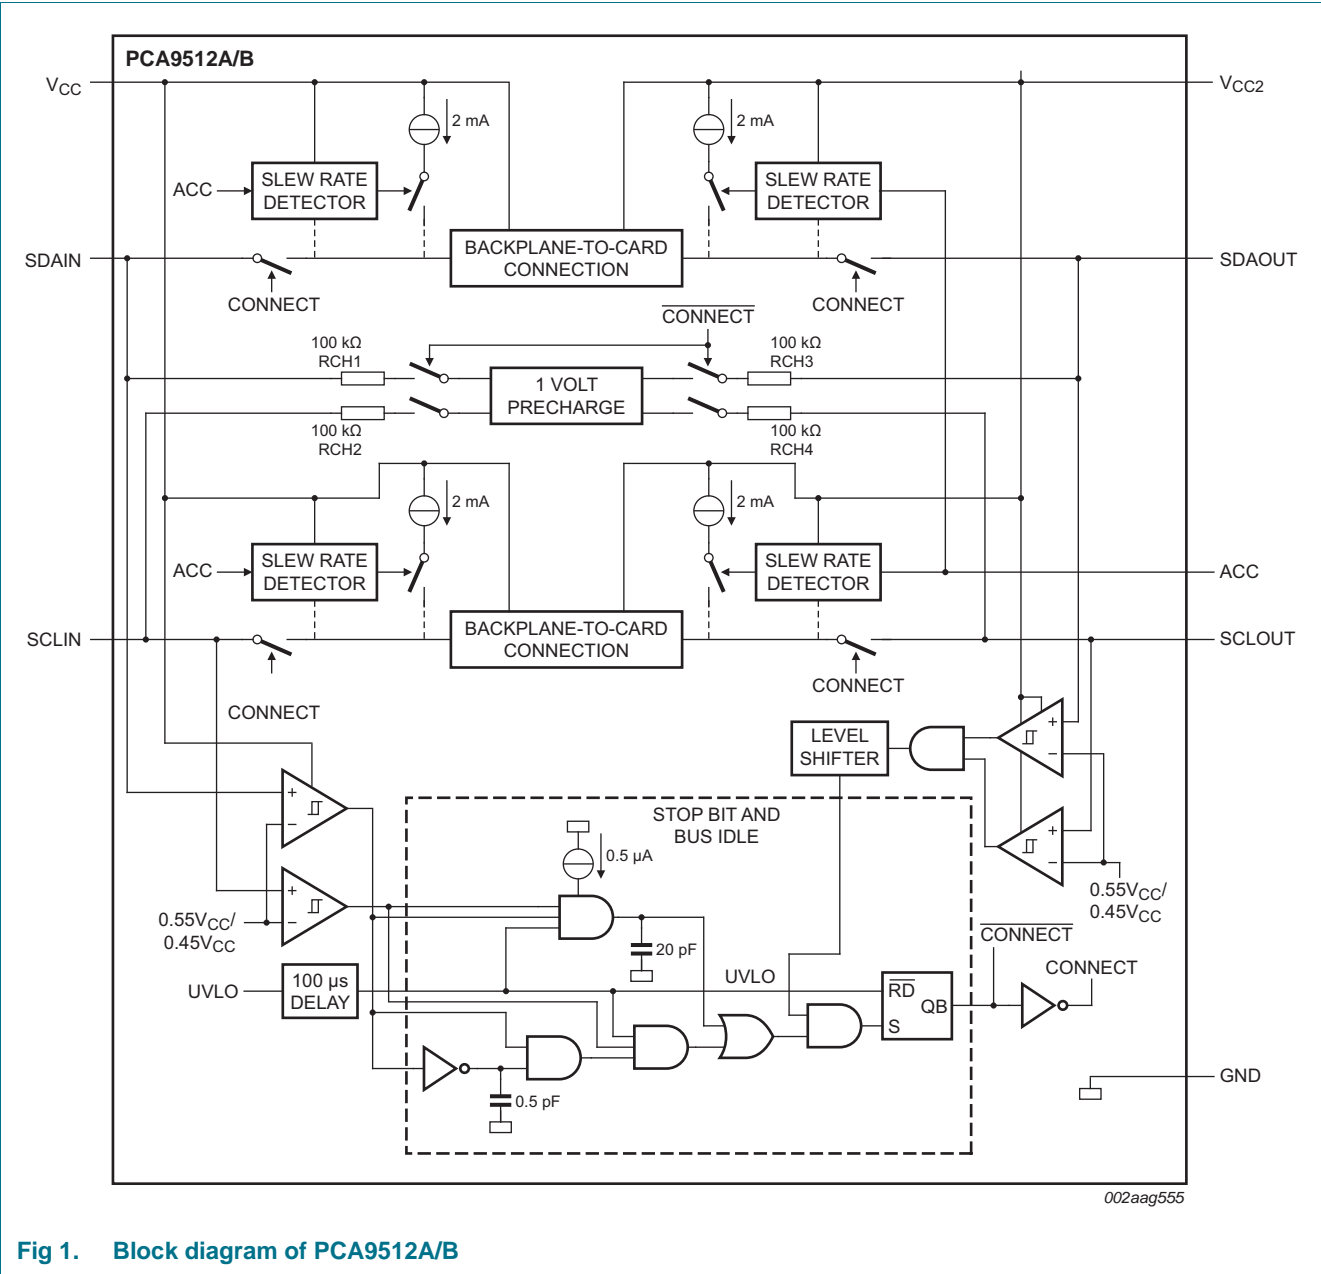 PCA9512A/B
VCC
VCC2
2 mA
2 mA
ACC
SLEW RATE
DETECTOR
SLEW RATE
DETECTOR
SDAIN
BACKPLANE-TO-CARD
CONNECTION
SDAOUT
CONNECT
CONNECT
CONNECT
100 kΩ
RCH1
100 kΩ
RCH3
1 VOLT
PRECHARGE
100 kΩ
RCH2
100 kΩ
RCH4
2 mA
2 mA
ACC
SLEW RATE
DETECTOR
SLEW RATE
DETECTOR
ACC
SCLIN
BACKPLANE-TO-CARD
CONNECTION
SCLOUT
CONNECT
CONNECT
LEVEL
SHIFTER
+
−
+
−
STOP BIT AND
BUS IDLE
0.5 µA
+
−
+
−
0.55VCC/
0.45VCC
0.55VCC/
0.45VCC
20 pF
CONNECT
CONNECT
UVLO
100 µs
DELAY
UVLO
RD
QB
S
0.5 pF
GND
002aag555
Fig 1. Block diagram of PCA9512A/B